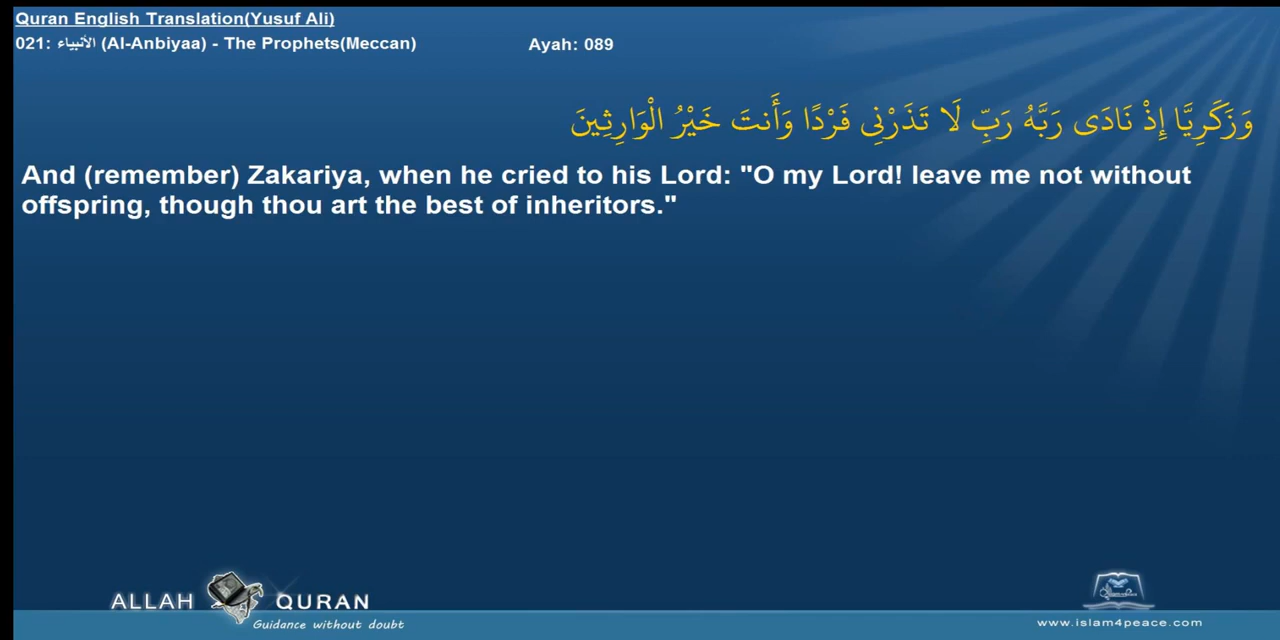 Quran English Translation(Yusuf Ali)
021: الأنبياء (Al-Anbiyaa) - The Prophets(Meccan) Ayah: 089
وَزَكَرِيَّا إِذْ نَادَى رَبَّهُ رَبِّ لَا تَذَرْنِي فَرْدًا وَأَنتَ خَيْرُ الْوَارِثِينَ
And (remember) Zakariya, when he cried to his Lord: "O my Lord! leave me not without
offspring, though thou art the best of inheritors."
ALLAH QURAN
Guidance without doubt
www.islam4peace.com